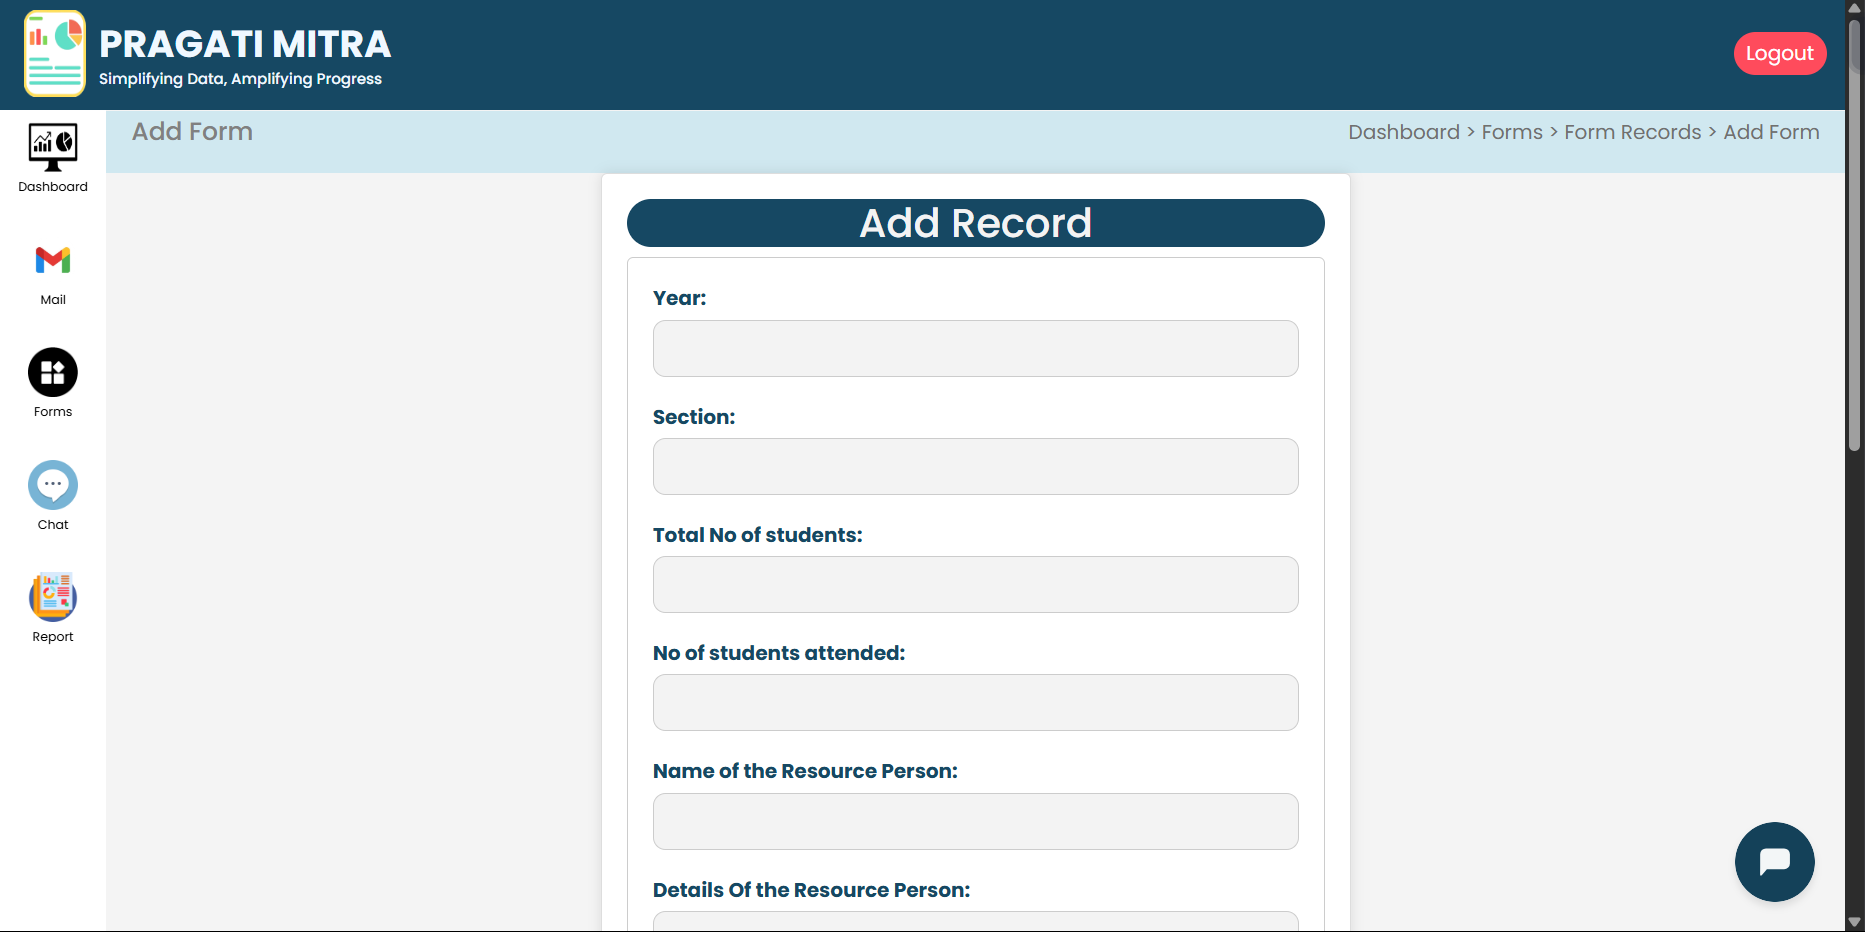 PRAGATI MITRA
Simplifying Data, Amplifying Progress
Logout
Add Form
Dashboard > Forms > Form Records > Add Form
Dashboard
Mail
Forms
Chat
Report
Add Record
Year:
Section:
Total No of students:
No of students attended:
Name of the Resource Person:
Details Of the Resource Person: